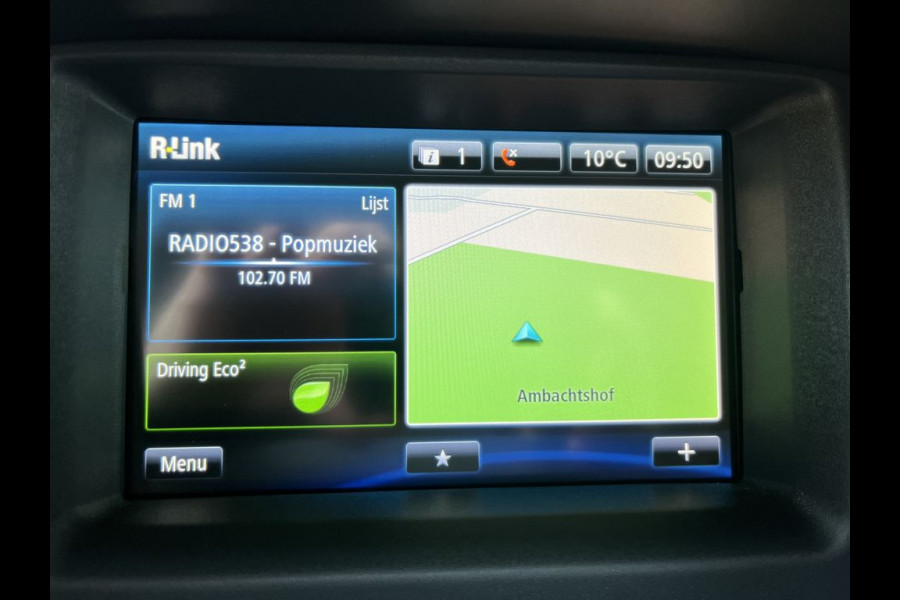 R-Link
i 1 10°C 09:50
FM 1 Lijst
RADIO538 - Popmuziek
102.70 FM
Driving Eco²
Ambachtshof
Menu